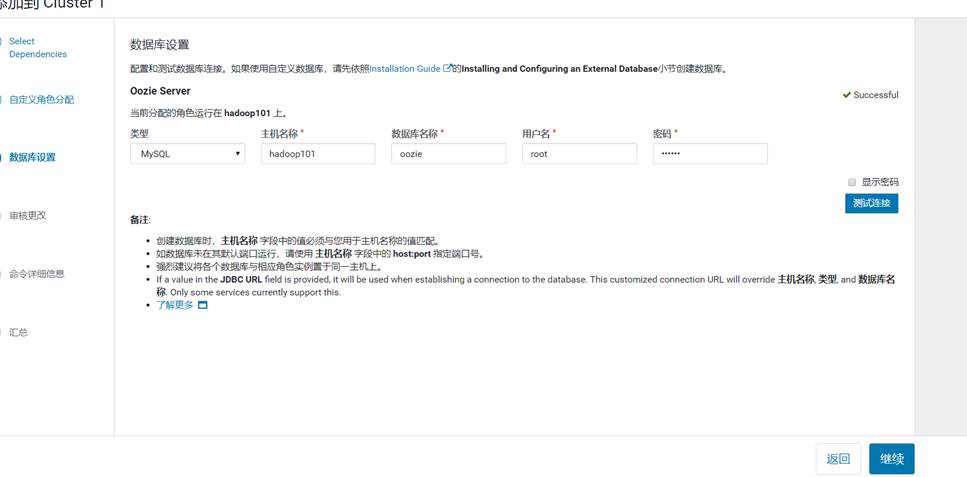 添加到 Cluster 1
Select
Dependencies
自定义角色分配
数据库设置
审核更改
命令详细信息
汇总
数据库设置
配置和测试数据库连接。如果使用自定义数据库，请先依照Installation Guide的Installing and Configuring an External Database小节创建数据库。
Oozie Server
Successful
当前分配的角色运行在 hadoop101 上。
类型 主机名称 * 数据库名称 * 用户名 * 密码 *
MySQL hadoop101 oozie root ••••••
显示密码
测试连接
备注:
• 创建数据库时，主机名称 字段中的值必须与您用于主机名称的值匹配。
• 如数据库未在其默认端口运行，请使用 主机名称 字段中的 host:port 指定端口号。
• 强烈建议将各个数据库与相应角色实例置于同一主机上。
• If a value in the JDBC URL field is provided, it will be used when establishing a connection to the database. This customized connection URL will override 主机名称, 类型, and 数据库名
称. Only some services currently support this.
• 了解更多
返回 继续